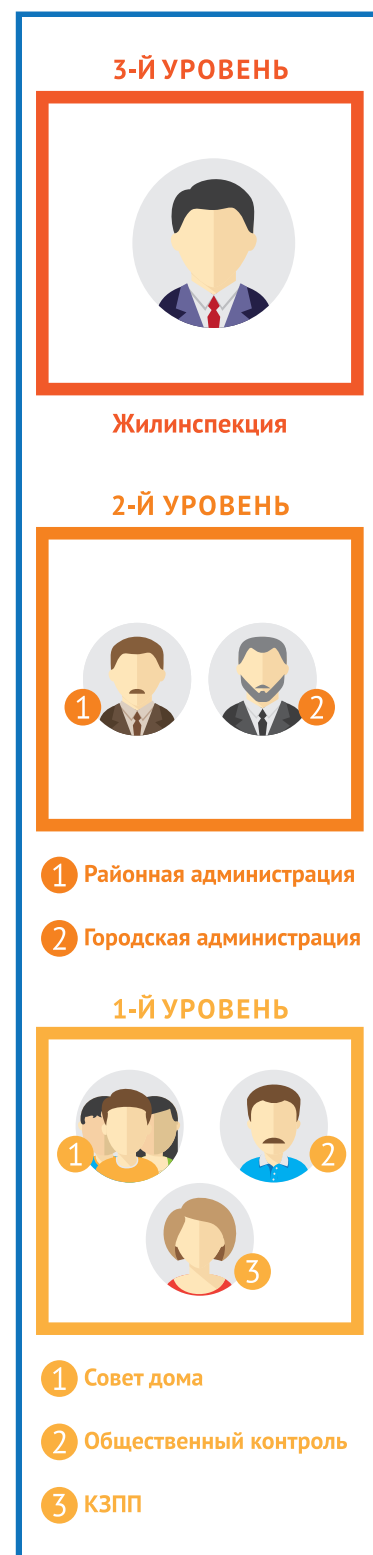 3-Й УРОВЕНЬ
Жилинспекция
2-Й УРОВЕНЬ
1
2
1 Районная администрация
2 Городская администрация
1-Й УРОВЕНЬ
1
2
3
1 Совет дома
2 Общественный контроль
3 КЗПП